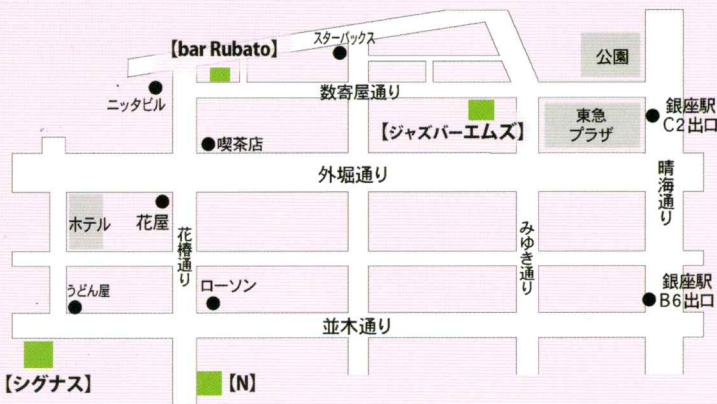 スターバックス
【bar Rubato】
公園
ニッタビル
数寄屋通り
銀座駅
C2出口
東急
プラザ
【ジャズバーエムズ】
喫茶店
外堀通り
晴海通り
ホテル
花屋
花椿通り
みゆき通り
うどん屋
ローソン
銀座駅
B6出口
並木通り
【シグナス】
【N】